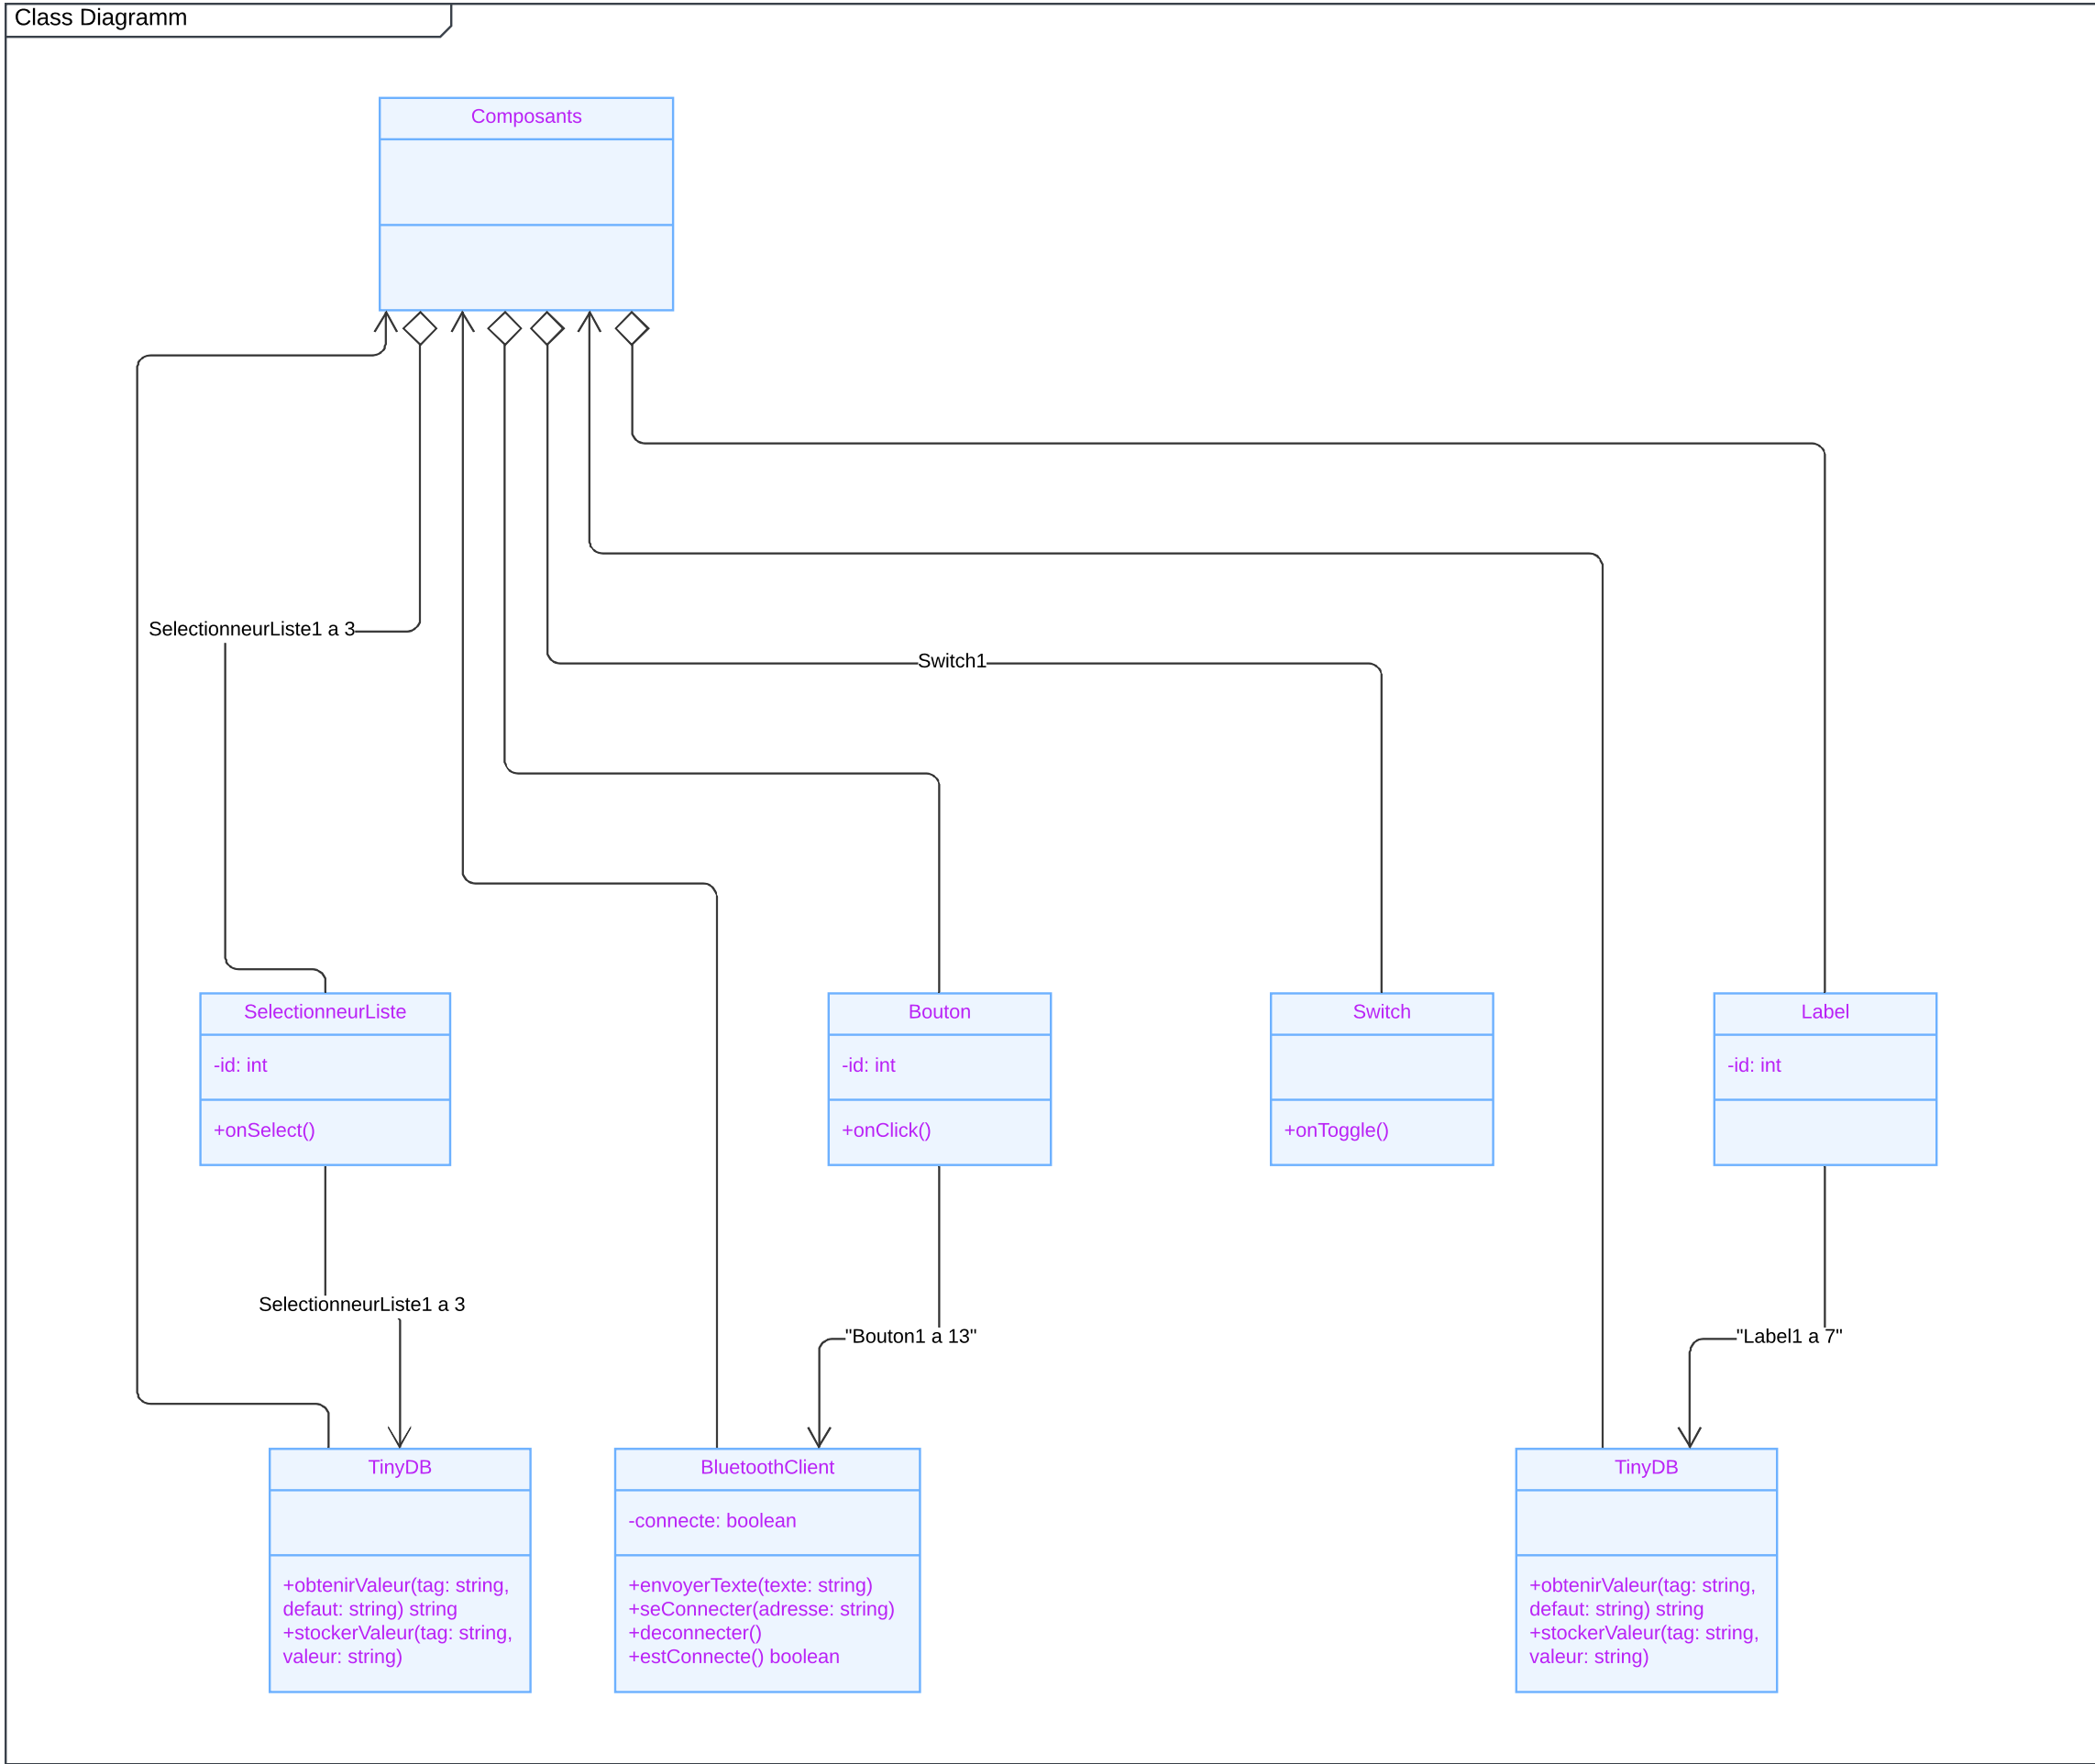 Class Diagramm
Composants
SelectionneurListe1 a 3
Switch1
SelectionneurListe
-id: int
+onSelect()
Bouton
-id: int
+onClick()
Switch
+onToggle()
Label
-id: int
SelectionneurListe1 a 3
"Bouton1 a 13"
"Label1 a 7"
TinyDB
+obtenirValeur(tag: string,
defaut: string) string
+stockerValeur(tag: string,
valeur: string)
BluetoothClient
-connecte: boolean
+envoyerTexte(texte: string)
+seConnecter(adresse: string)
+deconnecter()
+estConnecte() boolean
TinyDB
+obtenirValeur(tag: string,
defaut: string) string
+stockerValeur(tag: string,
valeur: string)